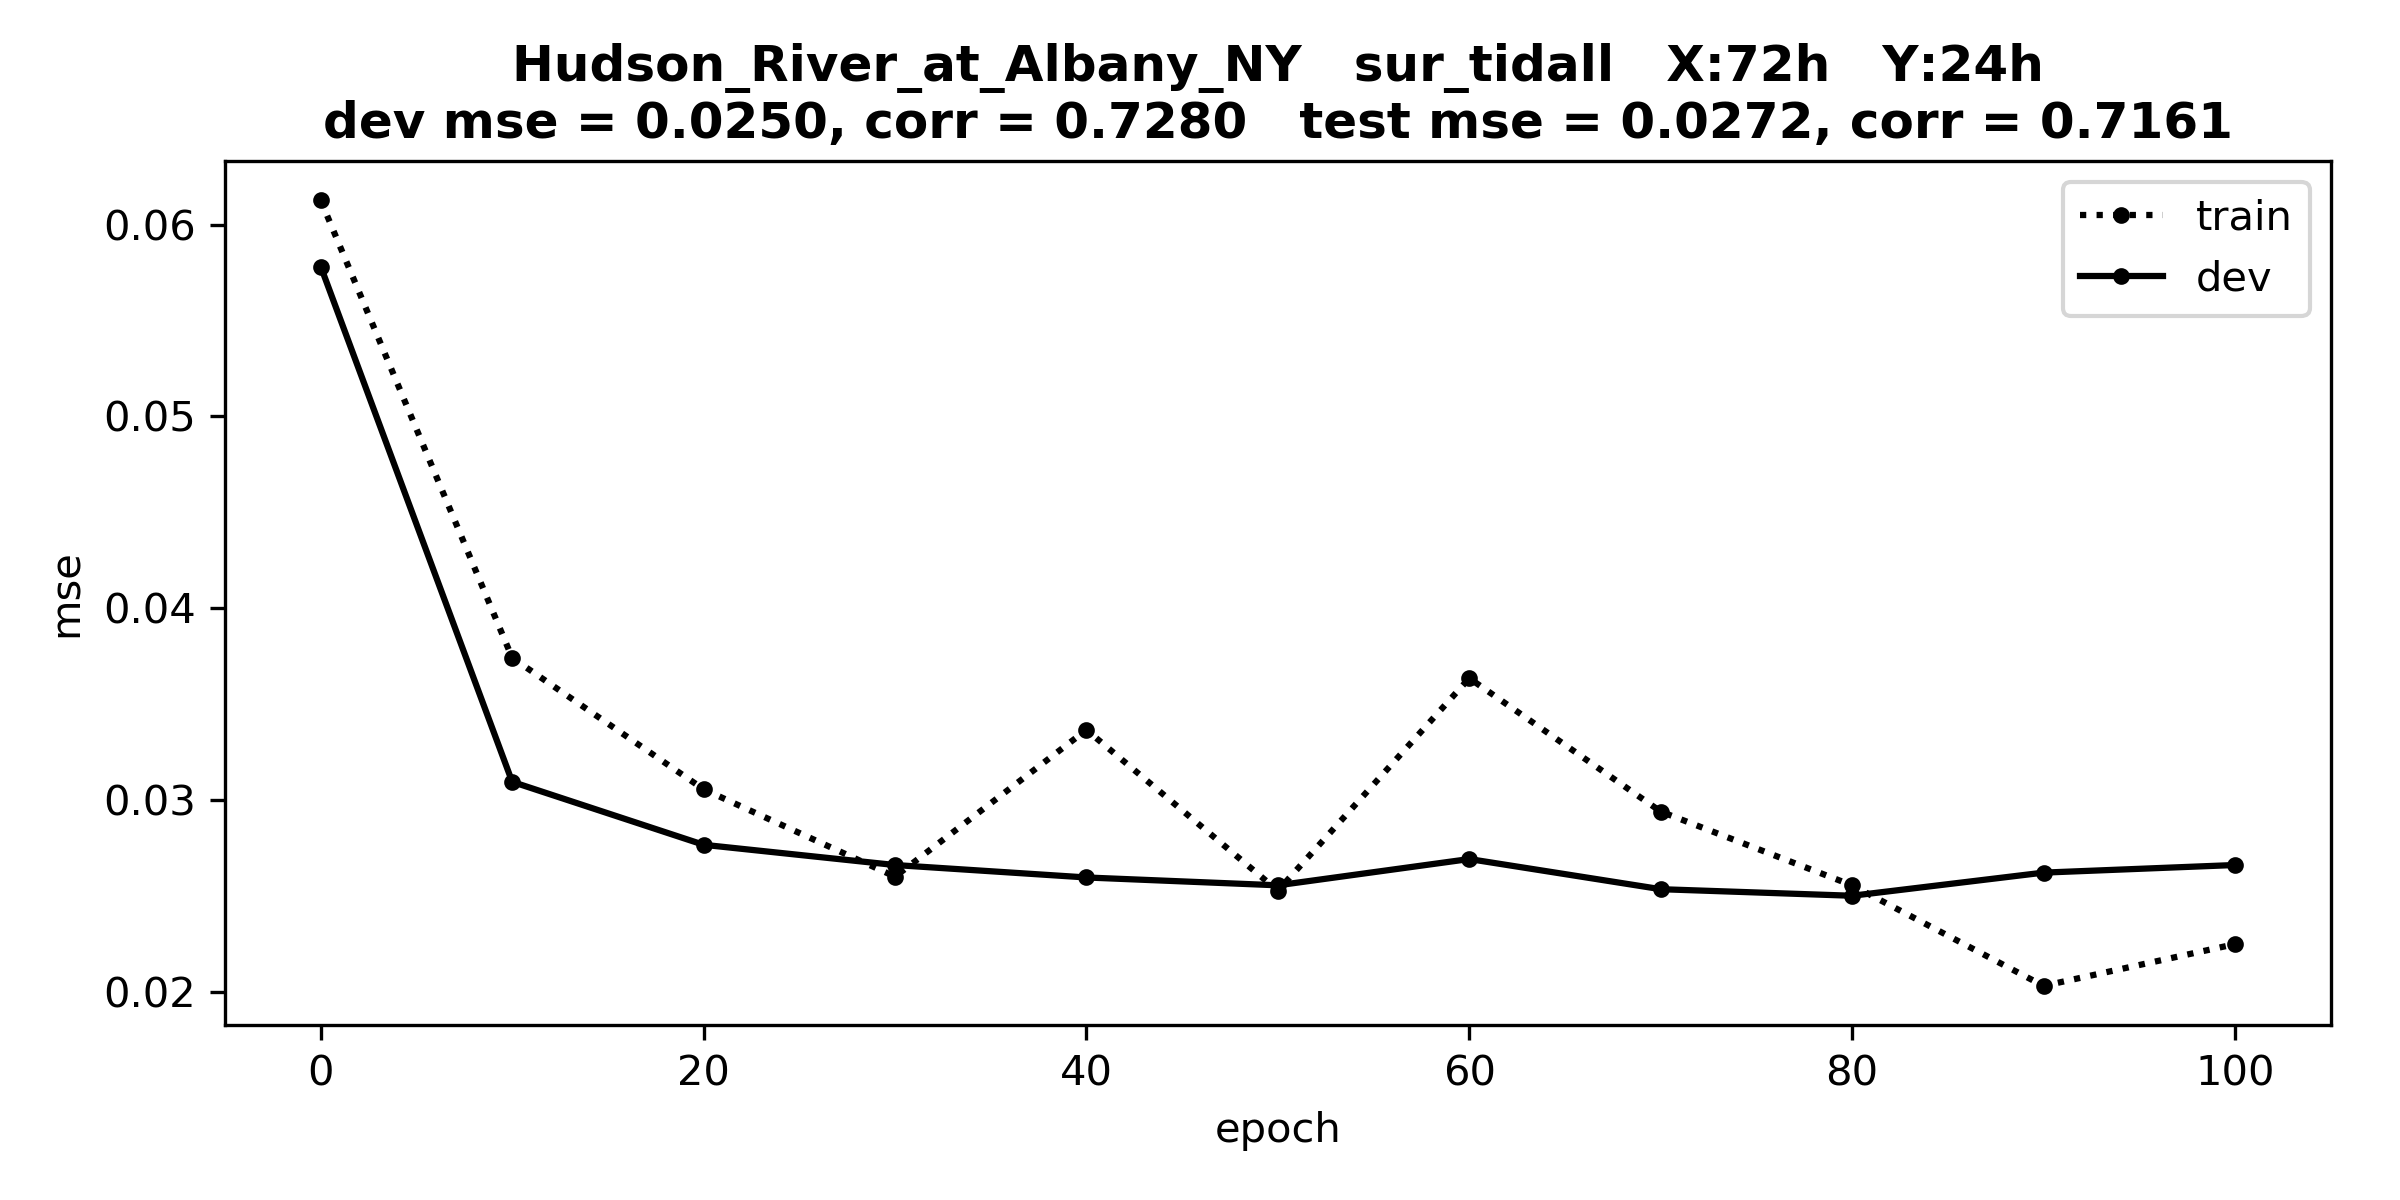 Hudson_River_at_Albany_NY   sur_tidall   X:72h   Y:24h
dev mse = 0.0250, corr = 0.7280   test mse = 0.0272, corr = 0.7161
train
dev
0.06
0.05
0.04
0.03
0.02
mse
0 20 40 60 80 100
epoch